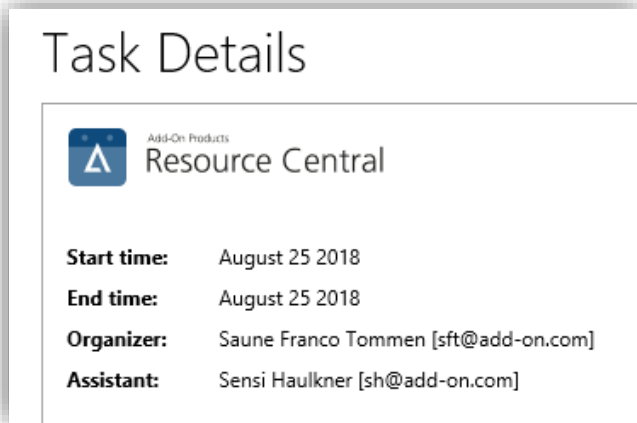 Task Details
Add-On Products
Resource Central
Start time: August 25 2018
End time: August 25 2018
Organizer: Saune Franco Tommen [sft@add-on.com]
Assistant: Sensi Haulkner [sh@add-on.com]